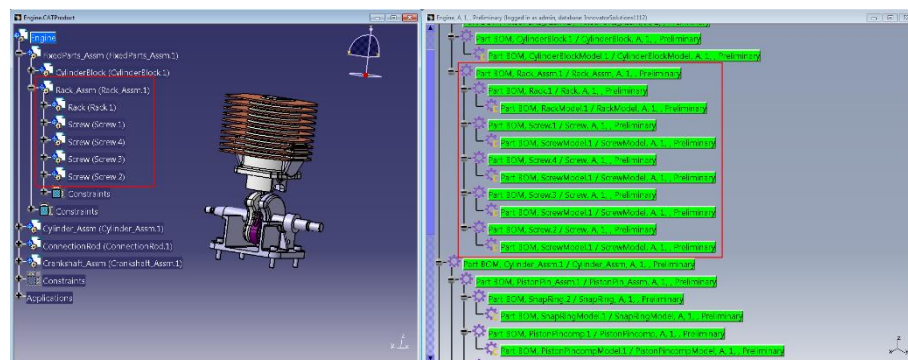 Engine.CATProduct
Engine
FixedParts_Assm (FixedParts_Assm.1)
CylinderBlock (CylinderBlock.1)
Rack_Assm (Rack_Assm.1)
Rack (Rack.1)
Screw (Screw.1)
Screw (Screw.4)
Screw (Screw.3)
Screw (Screw.2)
Constraints
Constraints
Cylinder_Assm (Cylinder_Assm.1)
ConnectionRod (ConnectionRod.1)
Crankshaft_Assm (Crankshaft_Assm.1)
Constraints
Applications
Engine, A, 1, , Preliminary (logged in as admin, database InnovatorSolutions112)
Part BOM, CylinderBlock.1 / CylinderBlock, A, 1, , Preliminary
Part BOM, CylinderBlockModel.1 / CylinderBlockModel, A, 1, , Preliminary
Part BOM, Rack_Assm.1 / Rack_Assm, A, 1, , Preliminary
Part BOM, Rack.1 / Rack, A, 1, , Preliminary
Part BOM, RackModel.1 / RackModel, A, 1, , Preliminary
Part BOM, Screw.1 / Screw, A, 1, , Preliminary
Part BOM, ScrewModel.1 / ScrewModel, A, 1, , Preliminary
Part BOM, Screw.4 / Screw, A, 1, , Preliminary
Part BOM, ScrewModel.1 / ScrewModel, A, 1, , Preliminary
Part BOM, Screw.3 / Screw, A, 1, , Preliminary
Part BOM, ScrewModel.1 / ScrewModel, A, 1, , Preliminary
Part BOM, Screw.2 / Screw, A, 1, , Preliminary
Part BOM, ScrewModel.1 / ScrewModel, A, 1, , Preliminary
Part BOM, Cylinder_Assm.1 / Cylinder_Assm, A, 1, , Preliminary
Part BOM, PistonPin_Assm.1 / PistonPin_Assm, A, 1, , Preliminary
Part BOM, SnapRing.2 / SnapRing, A, 1, , Preliminary
Part BOM, SnapRingModel.1 / SnapRingModel, A, 1, , Preliminary
Part BOM, PistonPincomp.1 / PistonPincomp, A, 1, , Preliminary
Part BOM, PistonPincompModel.1 / PistonPincompModel, A, 1, , Preliminary